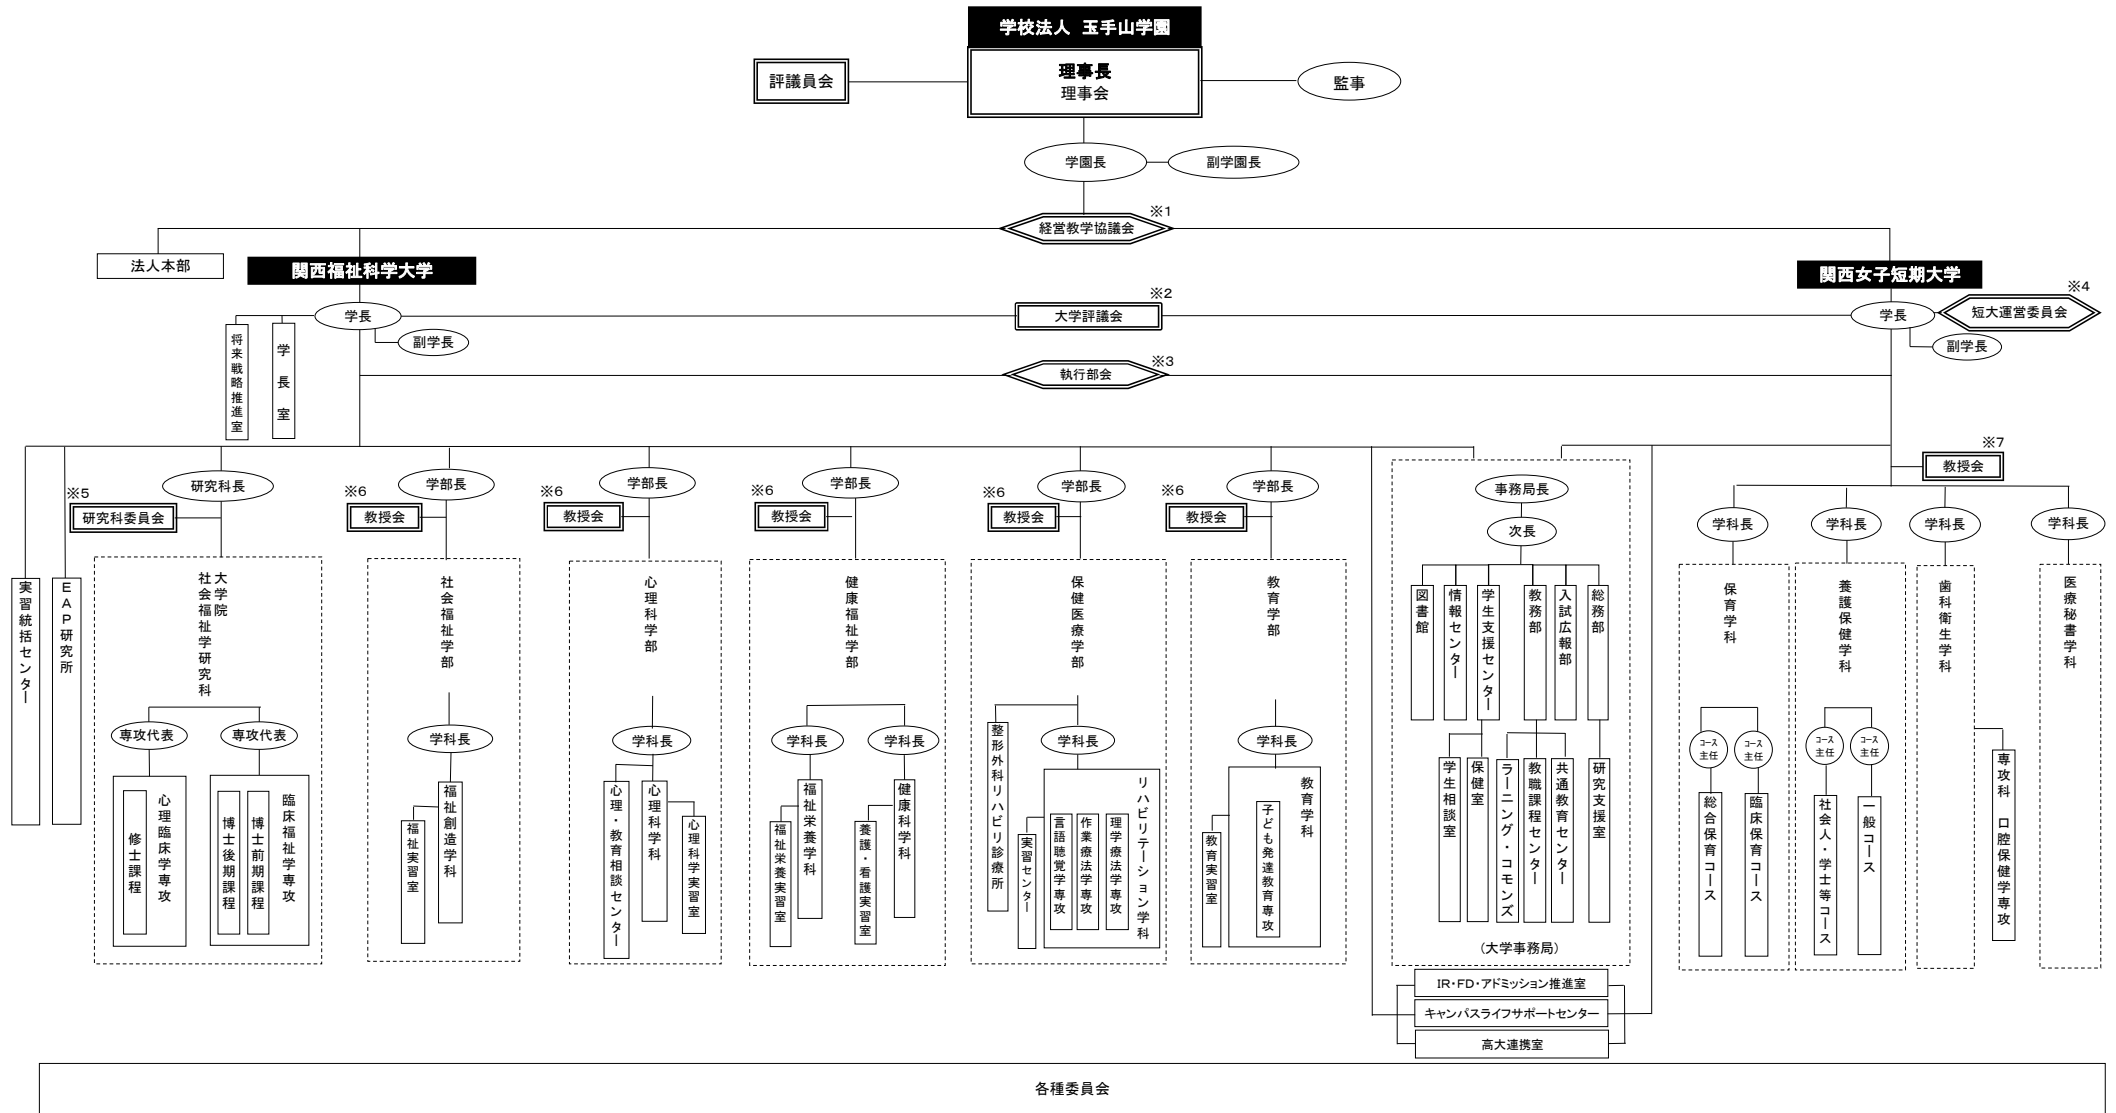 学校法人 玉手山学園
評議員会
理事長
理事会
監事
学園長
副学園長
※1
経営教学協議会
法人本部
関西福祉科学大学
関西女子短期大学
※2
大学評議会
学長
副学長
将来戦略推進室
学長室
※4
短大運営委員会
学長
副学長
※3
執行部会
実習統括センター
EAP研究所
研究科長
※5
研究科委員会
大学院
社会福祉学研究科
専攻代表
専攻代表
心理臨床学専攻
修士課程
臨床福祉学専攻
博士前期課程
博士後期課程
学部長
※6
教授会
社会福祉学部
学科長
福祉創造学科
福祉実習室
学部長
※6
教授会
心理科学部
学科長
心理・教育相談センター
心理科学科
心理科学実習室
学部長
※6
教授会
健康福祉学部
学科長
学科長
福祉栄養学科
福祉栄養実習室
健康科学科
養護・看護実習室
学部長
※6
教授会
保健医療学部
整形外科リハビリ診療所
学科長
実習センター
リハビリテーション学科
理学療法学専攻
作業療法学専攻
言語聴覚学専攻
学部長
※6
教授会
教育学部
学科長
教育実習室
教育学科
子ども発達教育専攻
事務局長
次長
図書館
情報センター
学生支援センター
教務部
入試広報部
総務部
学生相談室
保健室
ラーニング・コモンズ
教職課程センター
共通教育センター
研究支援室
(大学事務局)
IR・FD・アドミッション推進室
キャンパスライフサポートセンター
高大連携室
※7
教授会
学科長
学科長
学科長
学科長
保育学科
コース
主任
コース
主任
総合保育コース
臨床保育コース
養護保健学科
コース
主任
コース
主任
社会人・学士等コース
一般コース
歯科衛生学科
専攻科 口腔保健学専攻
医療秘書学科
各種委員会